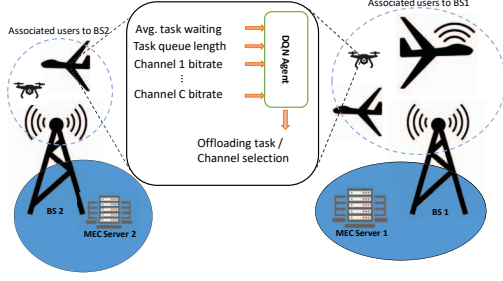 Associated users to BS2
Associated users to BS1
Avg. task waiting
Task queue length
Channel 1 bitrate
⋮
Channel C bitrate
DQN Agent
Offloading task /
Channel selection
BS 2
MEC Server 2
MEC Server 1
BS 1